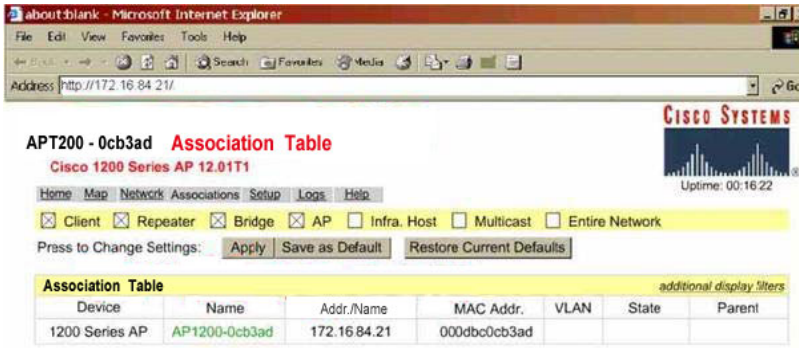 about:blank - Microsoft Internet Explorer
File Edit View Favorites Tools Help
Search Favorites Media
Address http://172.16.84.21/ Go
CISCO SYSTEMS
APT200 - 0cb3ad Association Table
Cisco 1200 Series AP 12.01T1
Uptime: 00:16:22
Home Map Network Associations Setup Logs Help
Client Repeater Bridge AP Infra. Host Multicast Entire Network
Press to Change Settings: Apply Save as Default Restore Current Defaults
Association Table additional display filters
Device Name Addr./Name MAC Addr. VLAN State Parent
1200 Series AP AP1200-0cb3ad 172.16 84.21 000dbc0cb3ad